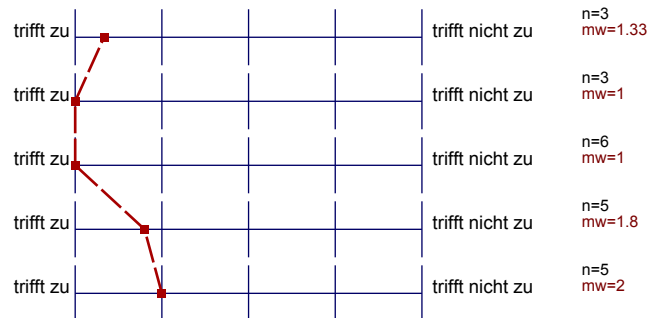 trifft zu trifft nicht zu n=3
mw=1.33
trifft zu trifft nicht zu n=3
mw=1
trifft zu trifft nicht zu n=6
mw=1
trifft zu trifft nicht zu n=5
mw=1.8
trifft zu trifft nicht zu n=5
mw=2